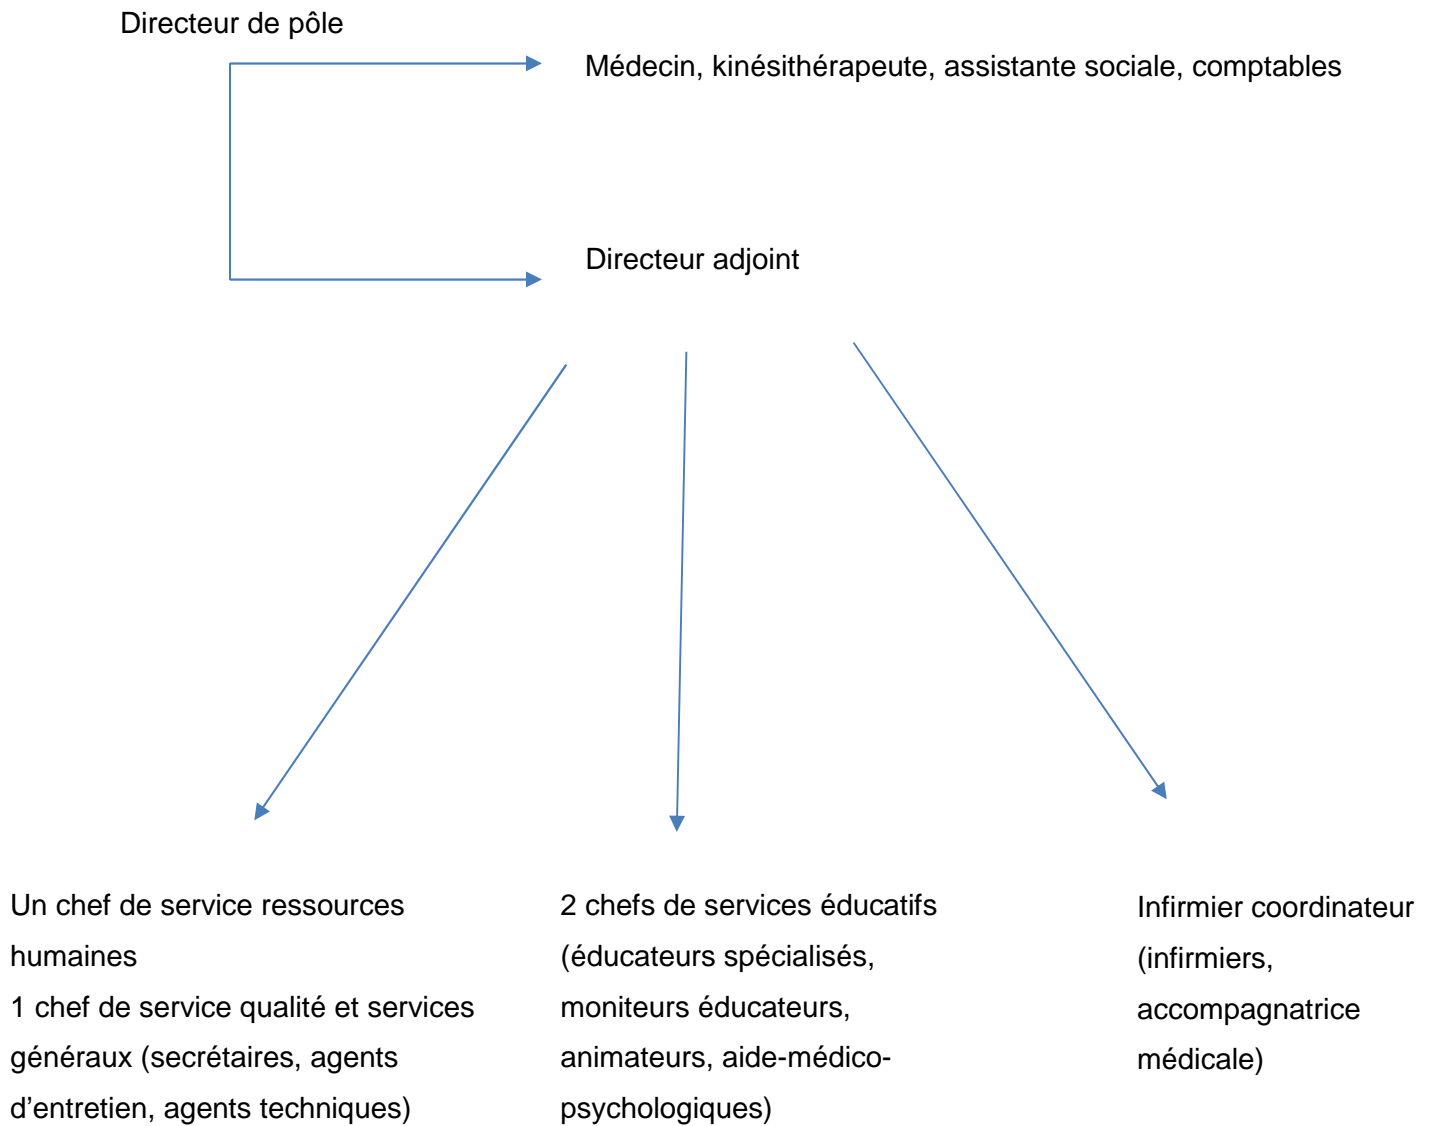 Directeur de pôle
Médecin, kinésithérapeute, assistante sociale, comptables
Directeur adjoint
Un chef de service ressources
humaines
1 chef de service qualité et services
généraux (secrétaires, agents
d’entretien, agents techniques)
2 chefs de services éducatifs
(éducateurs spécialisés,
moniteurs éducateurs,
animateurs, aide-médico-
psychologiques)
Infirmier coordinateur
(infirmiers,
accompagnatrice
médicale)